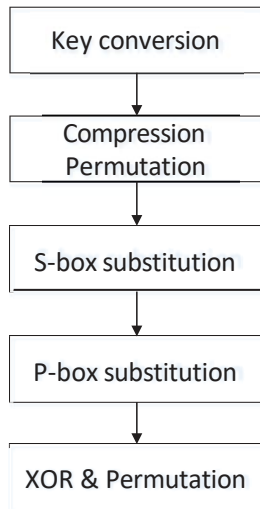 Key conversion
Compression
Permutation
S-box substitution
P-box substitution
XOR & Permutation